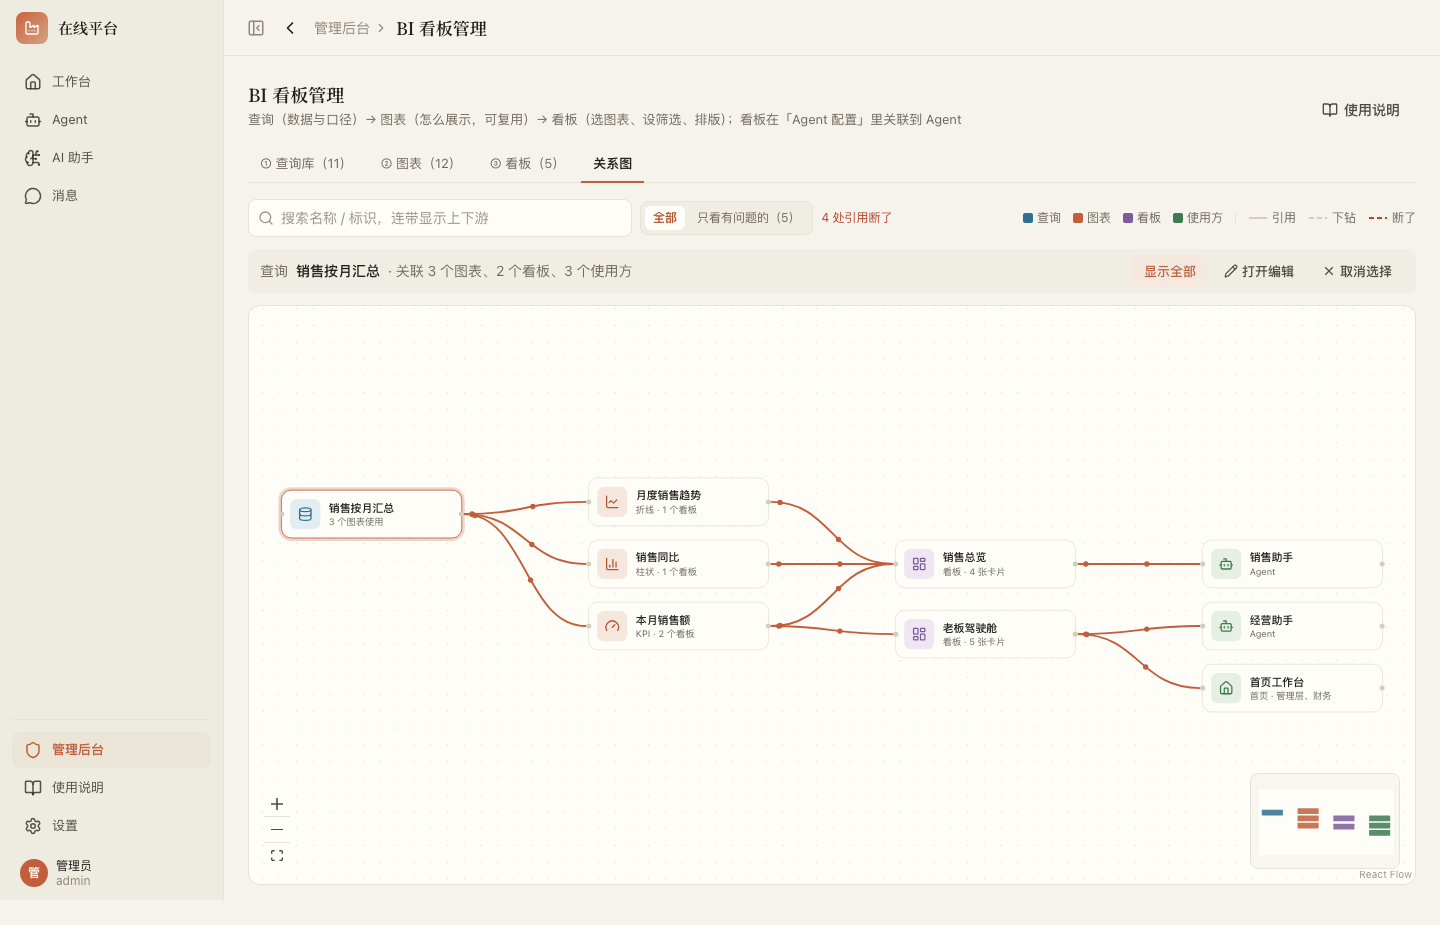 在线平台
工作台
Agent
AI 助手
消息
管理后台
使用说明
设置
管
管理员
admin
管理后台
BI 看板管理
BI 看板管理
查询（数据与口径）→ 图表（怎么展示，可复用）→ 看板（选图表、设筛选、排版）；看板在「Agent 配置」里关联到 Agent
使用说明
① 查询库（11）
② 图表（12）
③ 看板（5）
关系图
搜索名称 / 标识，连带显示上下游
全部
只看有问题的（5）
4 处引用断了
查询
图表
看板
使用方
引用
下钻
断了
查询 销售按月汇总 · 关联 3 个图表、2 个看板、3 个使用方
显示全部
打开编辑
取消选择
销售按月汇总
3 个图表使用
月度销售趋势
折线 · 1 个看板
销售同比
柱状 · 1 个看板
本月销售额
KPI · 2 个看板
销售总览
看板 · 4 张卡片
老板驾驶舱
看板 · 5 张卡片
销售助手
Agent
经营助手
Agent
首页工作台
首页 · 管理层、财务
React Flow